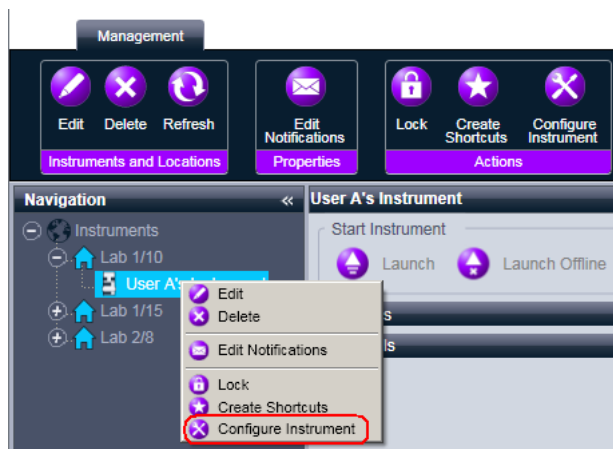 Management
Edit Delete Refresh
Edit Notifications
Lock Create Shortcuts Configure Instrument
Instruments and Locations Properties Actions
Navigation «
User A's Instrument
Instruments
Start Instrument
Lab 1/10
Launch Launch Offline
User A's
Edit
Lab 1/15
Delete
s
Lab 2/8
Edit Notifications
ls
Lock
Create Shortcuts
Configure Instrument